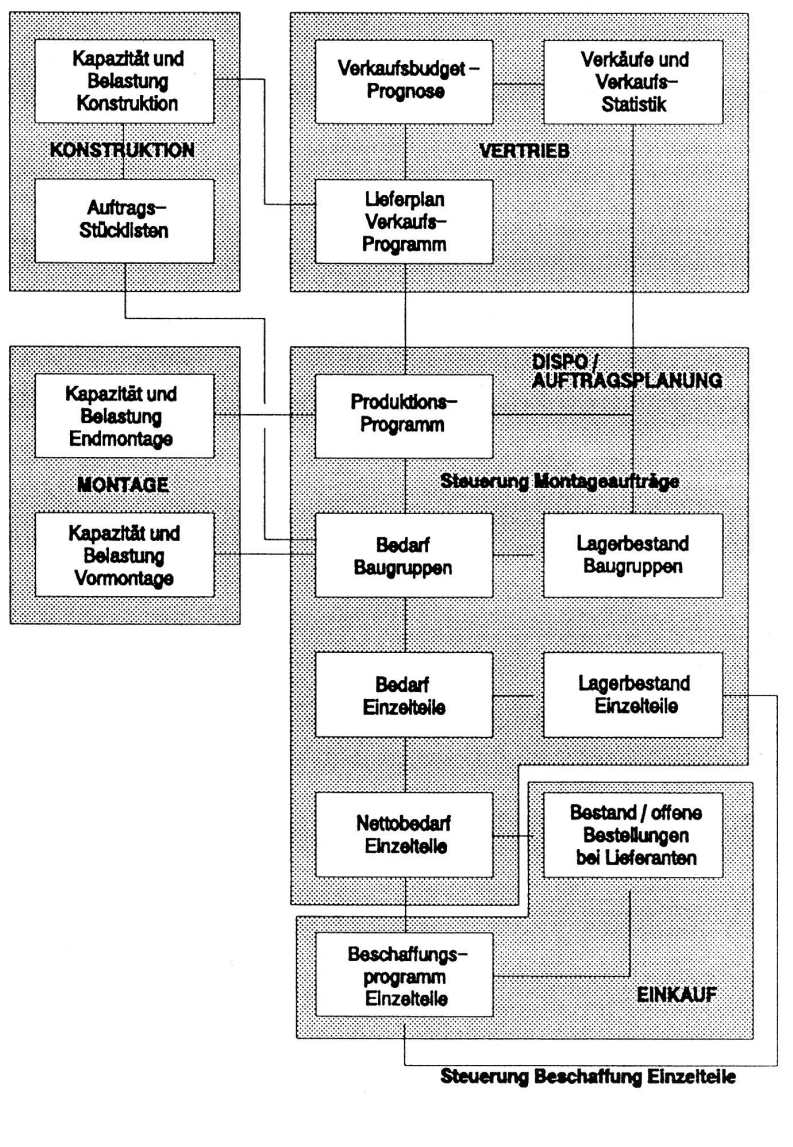 Kapazität und
Belastung
Konstruktion
KONSTRUKTION
Auftrags–
Stücklisten
Verkaufsbudget –
Prognose
Verkäufe und
Verkaufs–
Statistik
VERTRIEB
Lieferplan
Verkaufs–
Programm
DISPO /
AUFTRAGSPLANUNG
Kapazität und
Belastung
Endmontage
MONTAGE
Kapazität und
Belastung
Vormontage
Produktions–
Programm
Steuerung Montageaufträge
Bedarf
Baugruppen
Lagerbestand
Baugruppen
Bedarf
Einzelteile
Lagerbestand
Einzelteile
Nettobedarf
Einzelteile
Bestand / offene
Bestellungen
bei Lieferanten
Beschaffungs–
programm
Einzelteile
EINKAUF
Steuerung Beschaffung Einzelteile